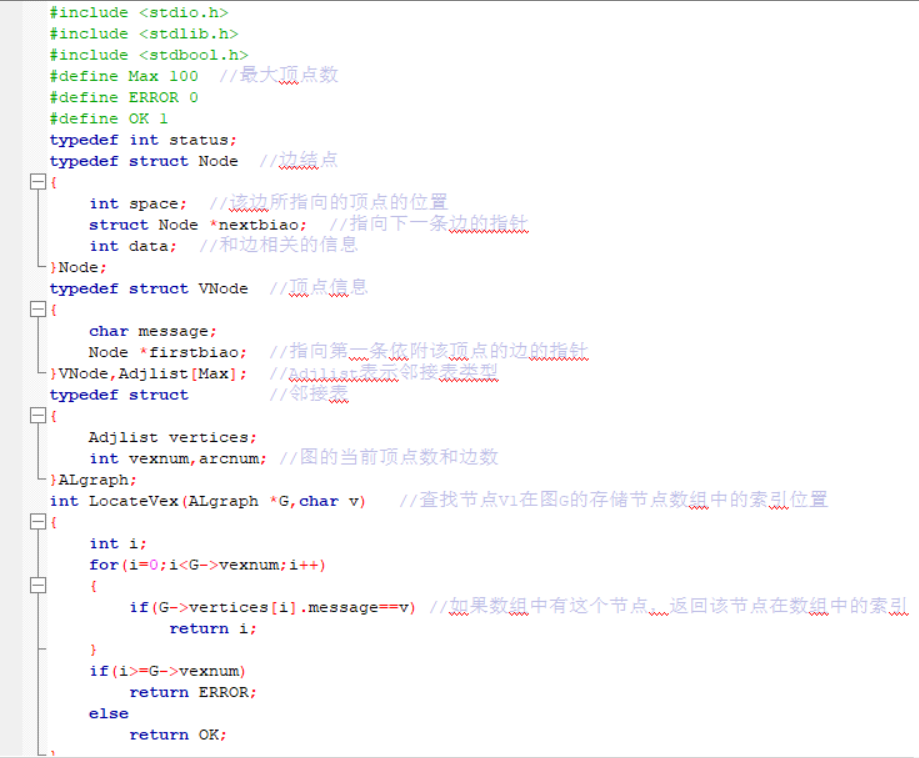 #include <stdio.h>
#include <stdlib.h>
#include <stdbool.h>
#define Max 100  //最大顶点数
#define ERROR 0
#define OK 1
typedef int status;
typedef struct Node  //边结点
{
    int space;  //该边所指向的顶点的位置
    struct Node *nextbiao;  //指向下一条边的指针
    int data;  //和边相关的信息
}Node;
typedef struct VNode  //顶点信息
{
    char message;
    Node *firstbiao;  //指向第一条依附该顶点的边的指针
}VNode,Adjlist[Max];  //Adjlist表示邻接表类型
typedef struct        //邻接表
{
    Adjlist vertices;
    int vexnum,arcnum; //图的当前顶点数和边数
}ALgraph;
int LocateVex(ALgraph *G,char v)   //查找节点V1在图G的存储节点数组中的索引位置
{
    int i;
    for(i=0;i<G->vexnum;i++)
    {
        if(G->vertices[i].message==v) //如果数组中有这个节点，返回该节点在数组中的索引
            return i;
    }
    if(i>=G->vexnum)
        return ERROR;
    else
        return OK;
}